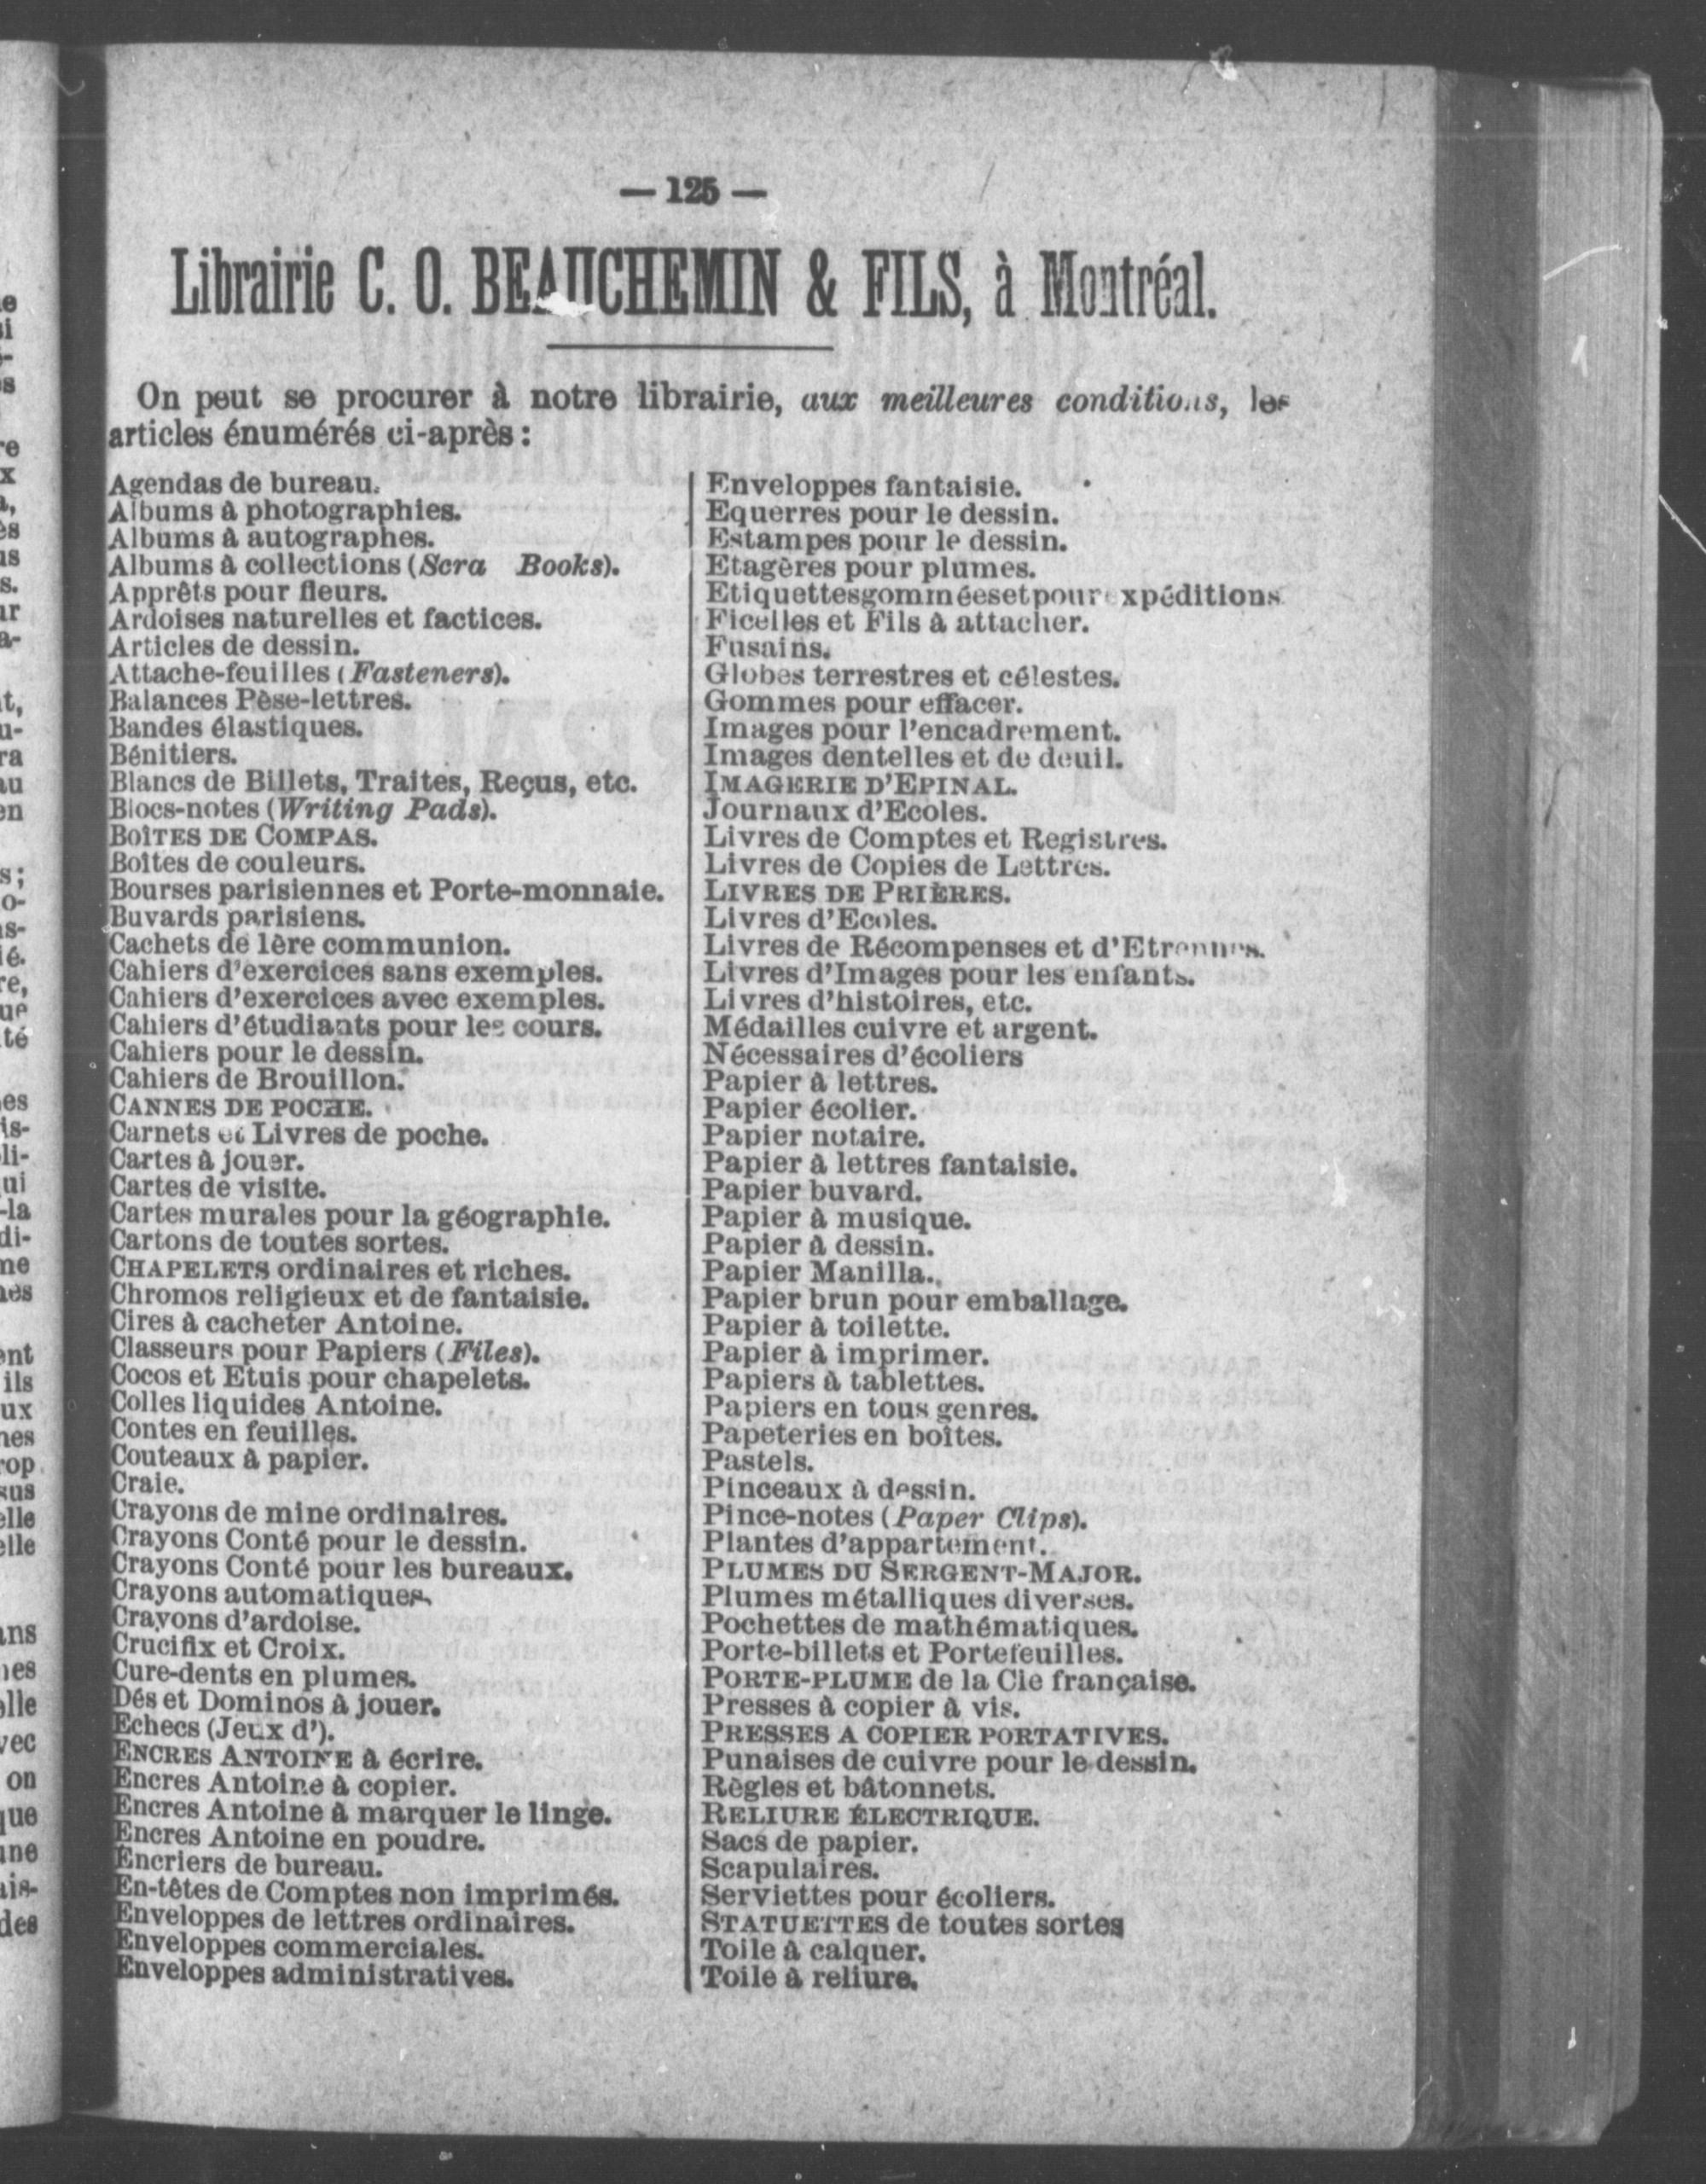 — 125 —
Librairie C. O. BEAUCHEMIN & FILS, à Montréal.
On peut se procurer à notre librairie, aux meilleures conditions, les
articles énumérés ci-après :
Agendas de bureau.
Albums à photographies.
Albums à autographes.
Albums à collections (Scra Books).
Apprêts pour fleurs.
Ardoises naturelles et factices.
Articles de dessin.
Attache-feuilles (Fasteners).
Balances Pèse-lettres.
Bandes élastiques.
Bénitiers.
Blancs de Billets, Traites, Reçus, etc.
Blocs-notes (Writing Pads).
BOÎTES DE COMPAS.
Boîtes de couleurs.
Bourses parisiennes et Porte-monnaie.
Buvards parisiens.
Cachets de 1ère communion.
Cahiers d'exercices sans exemples.
Cahiers d'exercices avec exemples.
Cahiers d'étudiants pour les cours.
Cahiers pour le dessin.
Cahiers de Brouillon.
CANNES DE POCHE.
Carnets et Livres de poche.
Cartes à jouer.
Cartes de visite.
Cartes murales pour la géographie.
Cartons de toutes sortes.
CHAPELETS ordinaires et riches.
Chromos religieux et de fantaisie.
Cires à cacheter Antoine.
Classeurs pour Papiers (Files).
Cocos et Etuis pour chapelets.
Colles liquides Antoine.
Contes en feuilles.
Couteaux à papier.
Craie.
Crayons de mine ordinaires.
Crayons Conté pour le dessin.
Crayons Conté pour les bureaux.
Crayons automatiques.
Crayons d'ardoise.
Crucifix et Croix.
Cure-dents en plumes.
Dés et Dominos à jouer.
Echecs (Jeux d').
ENCRES ANTOINE à écrire.
Encres Antoine à copier.
Encres Antoine à marquer le linge.
Encres Antoine en poudre.
Encriers de bureau.
En-têtes de Comptes non imprimés.
Enveloppes de lettres ordinaires.
Enveloppes commerciales.
Enveloppes administratives.
Enveloppes fantaisie.
Equerres pour le dessin.
Estampes pour le dessin.
Etagères pour plumes.
Etiquettesgomméesetpourexpéditions
Ficelles et Fils à attacher.
Fusains.
Globes terrestres et célestes.
Gommes pour effacer.
Images pour l'encadrement.
Images dentelles et de deuil.
IMAGERIE D'EPINAL.
Journaux d'Ecoles.
Livres de Comptes et Registres.
Livres de Copies de Lettres.
LIVRES DE PRIÈRES.
Livres d'Ecoles.
Livres de Récompenses et d'Etrennes.
Livres d'Images pour les enfants.
Livres d'histoires, etc.
Médailles cuivre et argent.
Nécessaires d'écoliers
Papier à lettres.
Papier écolier.
Papier notaire.
Papier à lettres fantaisie.
Papier buvard.
Papier à musique.
Papier à dessin.
Papier Manilla.
Papier brun pour emballage.
Papier à toilette.
Papier à imprimer.
Papiers à tablettes.
Papiers en tous genres.
Papeteries en boîtes.
Pastels.
Pinceaux à dessin.
Pince-notes (Paper Clips).
Plantes d'appartement.
PLUMES DU SERGENT-MAJOR.
Plumes métalliques diverses.
Pochettes de mathématiques.
Porte-billets et Portefeuilles.
PORTE-PLUME de la Cie française.
Presses à copier à vis.
PRESSES A COPIER PORTATIVES.
Punaises de cuivre pour le dessin.
Règles et bâtonnets.
RELIURE ÉLECTRIQUE.
Sacs de papier.
Scapulaires.
Serviettes pour écoliers.
STATUETTES de toutes sortes
Toile à calquer.
Toile à reliure.